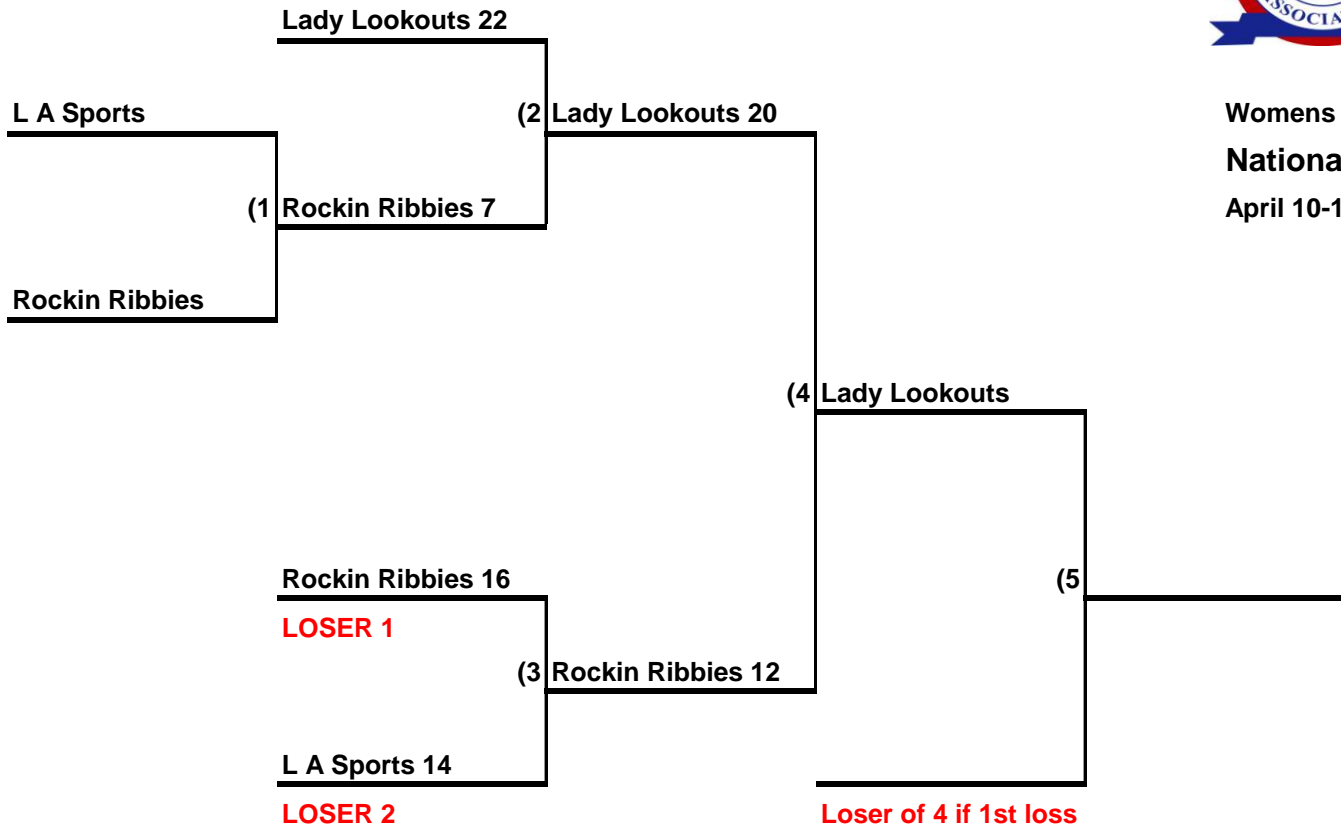 Lady Lookouts 22
L A Sports
(2 Lady Lookouts 20
Womens
Nationa
April 10-1
(1 Rockin Ribbies 7
Rockin Ribbies
(4 Lady Lookouts
Rockin Ribbies 16
(5
LOSER 1
(3 Rockin Ribbies 12
L A Sports 14
LOSER 2
Loser of 4 if 1st loss